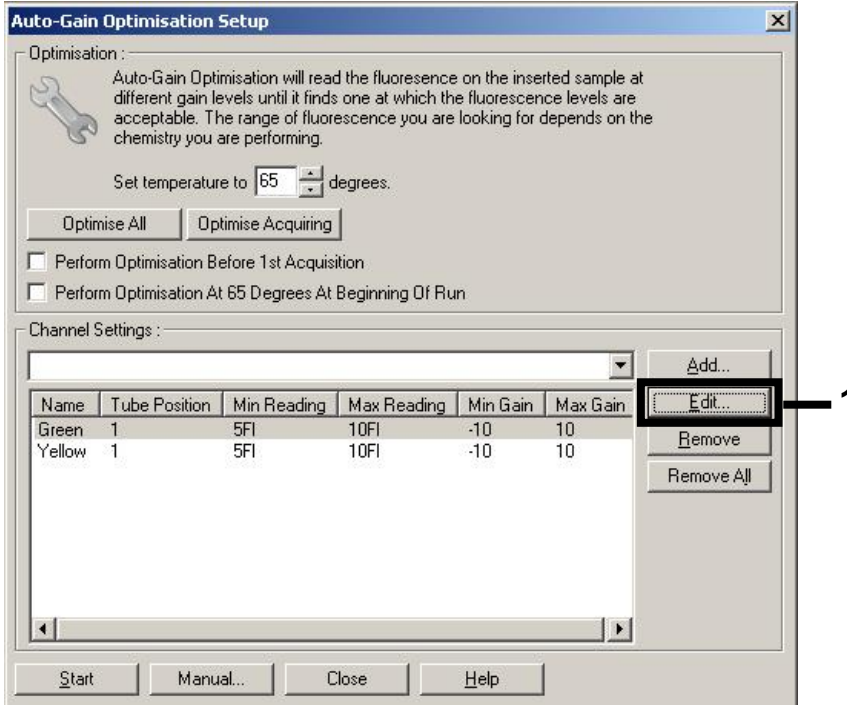 Auto-Gain Optimisation Setup
Optimisation :
Auto-Gain Optimisation will read the fluoresence on the inserted sample at
different gain levels until it finds one at which the fluorescence levels are
acceptable. The range of fluorescence you are looking for depends on the
chemistry you are performing.
Set temperature to 65 degrees.
Optimise All Optimise Acquiring
Perform Optimisation Before 1st Acquisition
Perform Optimisation At 65 Degrees At Beginning Of Run
Channel Settings :
Add...
Edit... 1
Remove
Remove All
Name Tube Position Min Reading Max Reading Min Gain Max Gain
Green 1 5Fl 10Fl -10 10
Yellow 1 5Fl 10Fl -10 10
Start Manual... Close Help